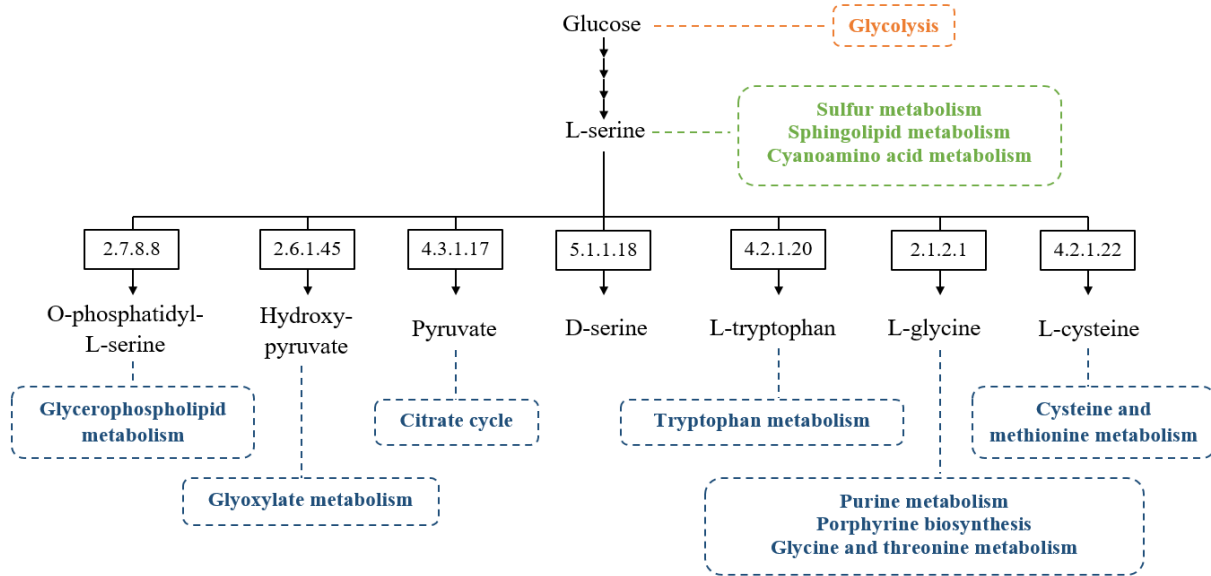 Glucose
Glycolysis
L-serine
Sulfur metabolism
Sphingolipid metabolism
Cyanoamino acid metabolism
2.7.8.8
2.6.1.45
4.3.1.17
5.1.1.18
4.2.1.20
2.1.2.1
4.2.1.22
O-phosphatidyl-
L-serine
Hydroxy-
pyruvate
Pyruvate
D-serine
L-tryptophan
L-glycine
L-cysteine
Glycerophospholipid
metabolism
Citrate cycle
Tryptophan metabolism
Cysteine and
methionine metabolism
Glyoxylate metabolism
Purine metabolism
Porphyrine biosynthesis
Glycine and threonine metabolism